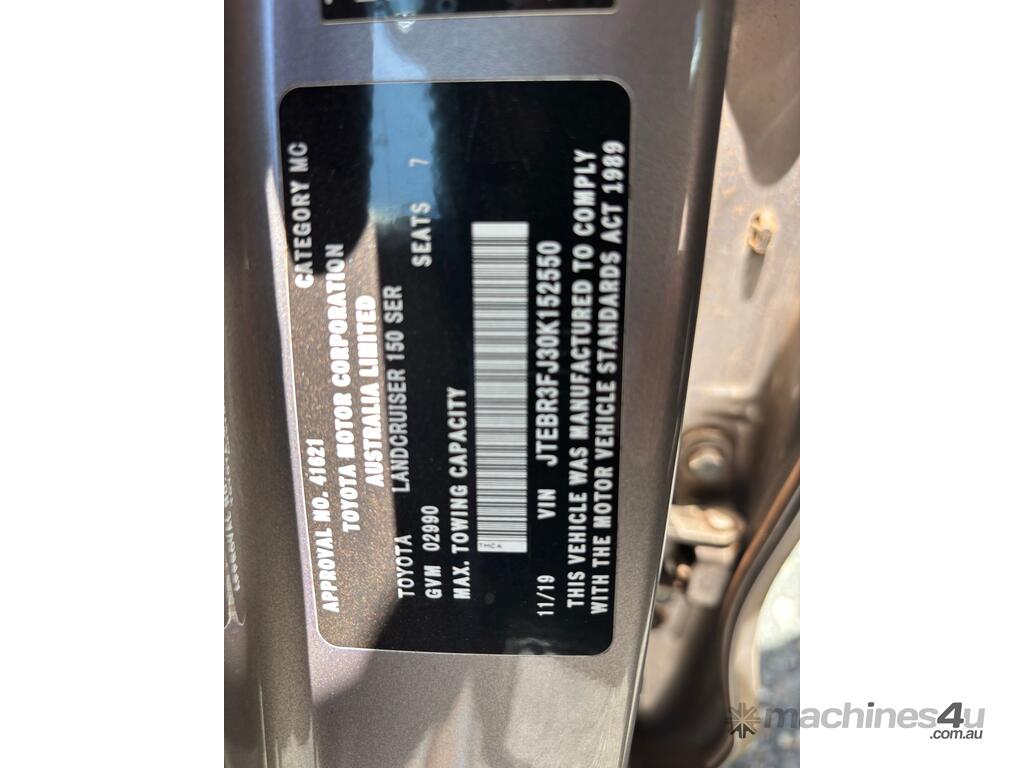 APPROVAL NO. 41621 CATEGORY MC
TOYOTA MOTOR CORPORATION
AUSTRALIA LIMITED
TOYOTA LANDCRUISER 150 SER
GVM 02990 SEATS 7
MAX. TOWING CAPACITY
TMCA
11/19 VIN JTEBR3FJ30K152550
THIS VEHICLE WAS MANUFACTURED TO COMPLY
WITH THE MOTOR VEHICLE STANDARDS ACT 1989
machines4u
.com.au